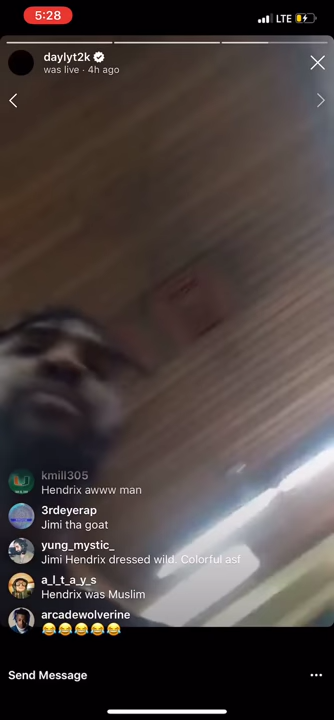 5:28
LTE
daylyt2k
was live · 4h ago
kmill305
Hendrix awww man
3rdeyerap
Jimi tha goat
yung_mystic_
Jimi Hendrix dressed wild. Colorful asf
a_l_t_a_y_s
Hendrix was Muslim
arcadewolverine
😂😂😂😂😂
Send Message